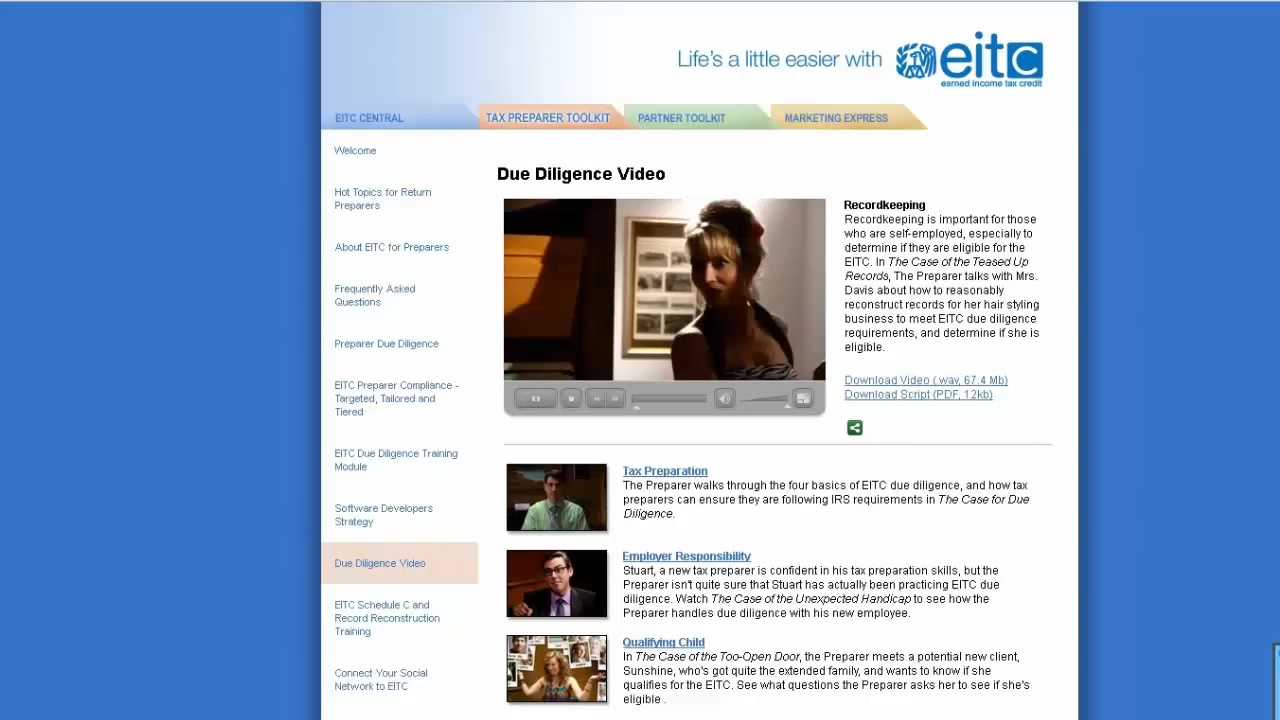 Life's a little easier with
eitc
earned income tax credit
EITC CENTRAL
TAX PREPARER TOOLKIT
PARTNER TOOLKIT
MARKETING EXPRESS
Welcome
Hot Topics for Return
Preparers
About EITC for Preparers
Frequently Asked
Questions
Preparer Due Diligence
EITC Preparer Compliance -
Targeted, Tailored and
Tiered
EITC Due Diligence Training
Module
Software Developers
Strategy
Due Diligence Video
EITC Schedule C and
Record Reconstruction
Training
Connect Your Social
Network to EITC
Due Diligence Video
Recordkeeping
Recordkeeping is important for those
who are self-employed, especially to
determine if they are eligible for the
EITC. In The Case of the Teased Up
Records, The Preparer talks with Mrs.
Davis about how to reasonably
reconstruct records for her hair styling
business to meet EITC due diligence
requirements, and determine if she is
eligible.
Download Video (.wav, 67.4 Mb)
Download Script (PDF, 12kb)
Tax Preparation
The Preparer walks through the four basics of EITC due diligence, and how tax
preparers can ensure they are following IRS requirements in The Case for Due
Diligence.
Employer Responsibility
Stuart, a new tax preparer is confident in his tax preparation skills, but the
Preparer isn't quite sure that Stuart has actually been practicing EITC due
diligence. Watch The Case of the Unexpected Handicap to see how the
Preparer handles due diligence with his new employee.
Qualifying Child
In The Case of the Too-Open Door, the Preparer meets a potential new client,
Sunshine, who's got quite the extended family, and wants to know if she
qualifies for the EITC. See what questions the Preparer asks her to see if she's
eligible .